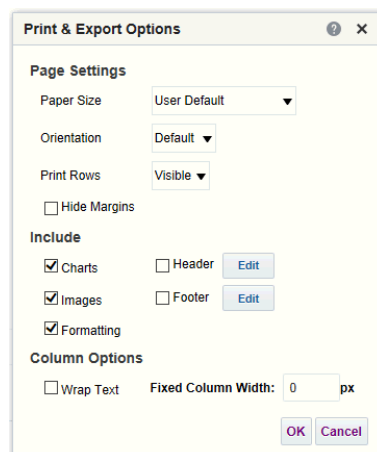 Print & Export Options ?
Page Settings
Paper Size User Default
Orientation Default
Print Rows Visible
Hide Margins
Include
Charts Header Edit
Images Footer Edit
Formatting
Column Options
Wrap Text Fixed Column Width: 0 px
OK Cancel